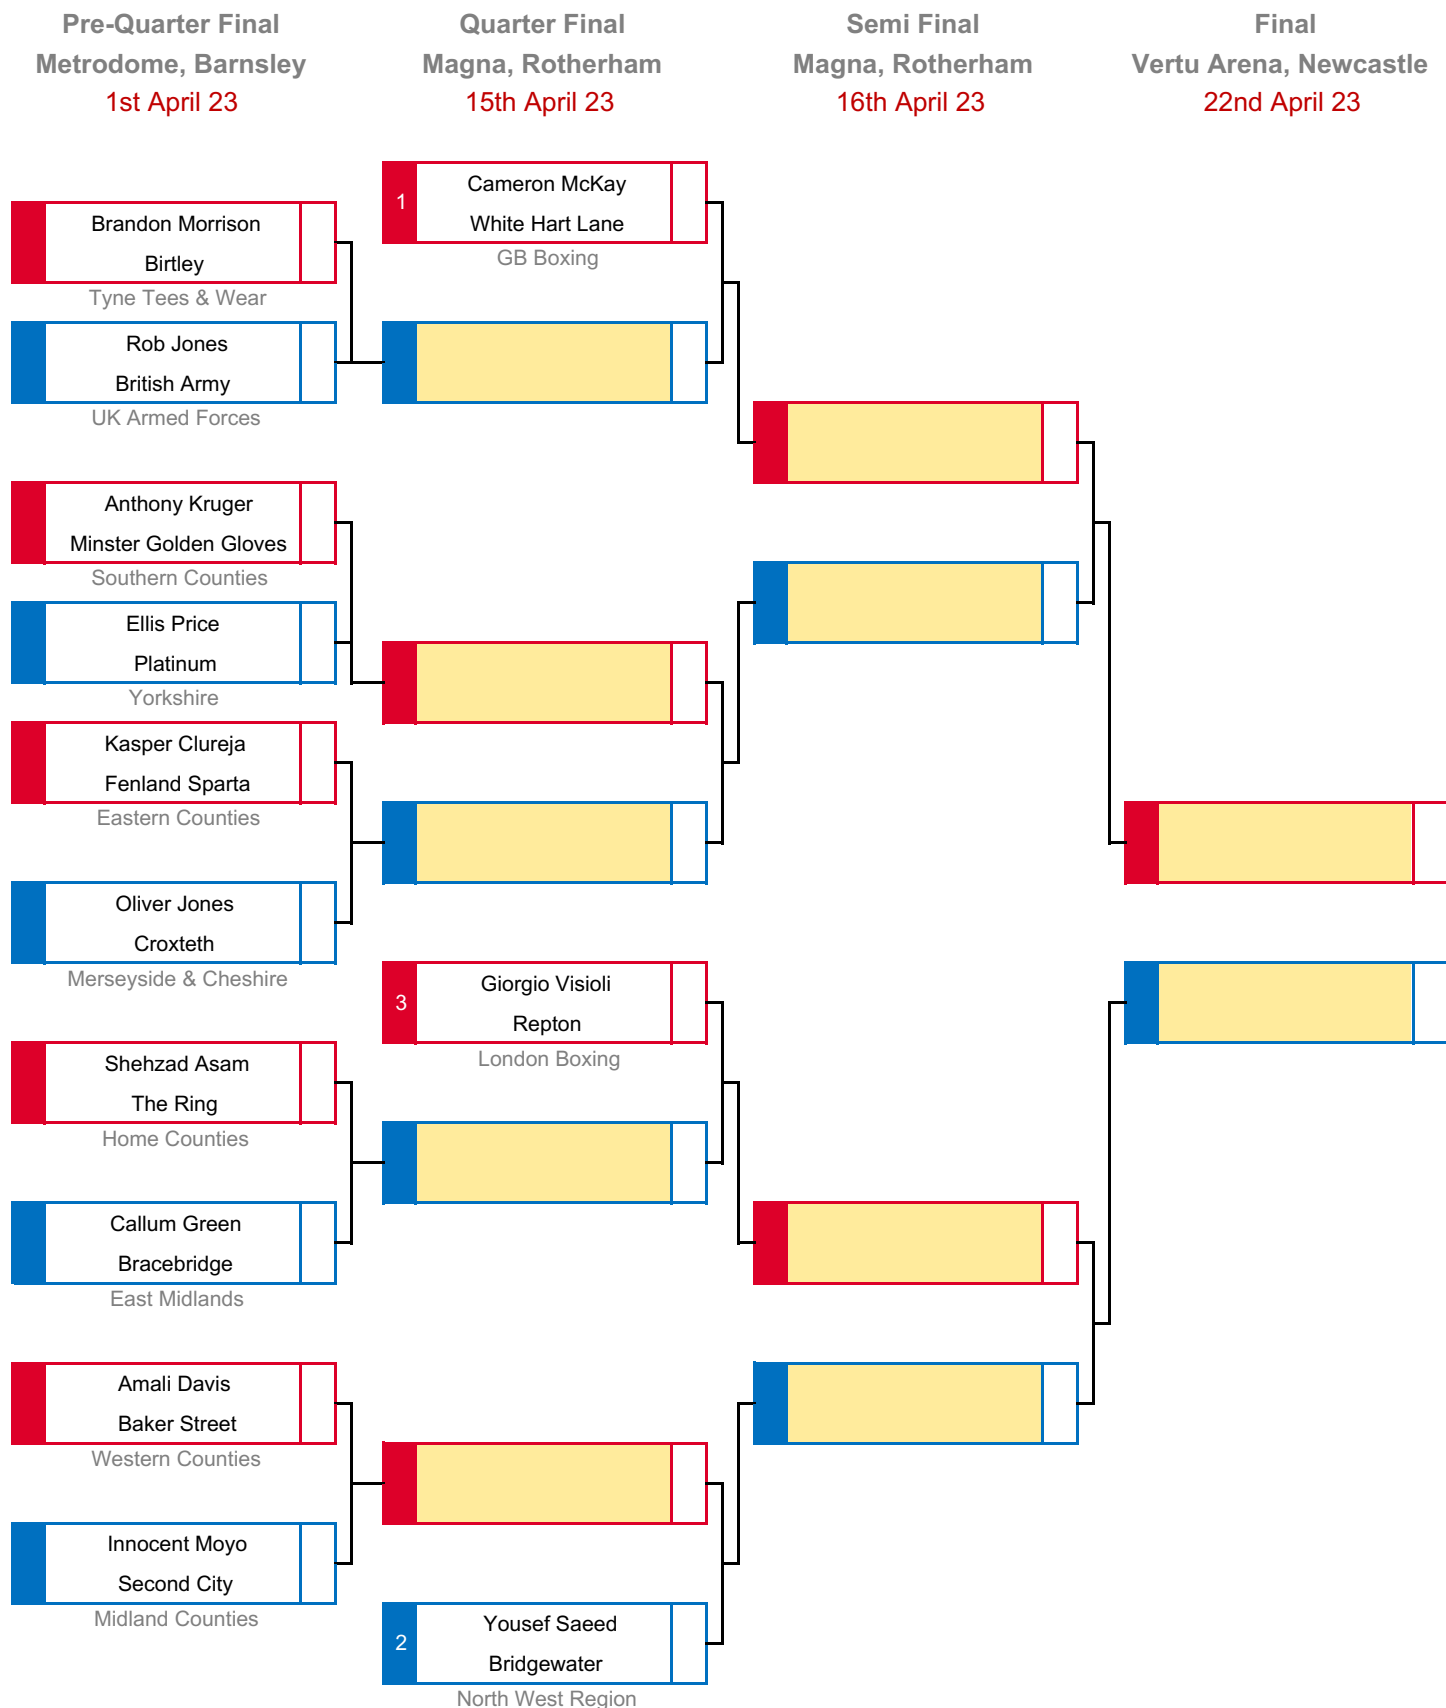 Pre-Quarter Final
Metrodome, Barnsley
1st April 23
Quarter Final
Magna, Rotherham
15th April 23
Semi Final
Magna, Rotherham
16th April 23
Final
Vertu Arena, Newcastle
22nd April 23
Brandon Morrison
Birtley
Tyne Tees & Wear
Rob Jones
British Army
UK Armed Forces
Anthony Kruger
Minster Golden Gloves
Southern Counties
Ellis Price
Platinum
Yorkshire
Kasper Clureja
Fenland Sparta
Eastern Counties
Oliver Jones
Croxteth
Merseyside & Cheshire
Shehzad Asam
The Ring
Home Counties
Callum Green
Bracebridge
East Midlands
Amali Davis
Baker Street
Western Counties
Innocent Moyo
Second City
Midland Counties
1
Cameron McKay
White Hart Lane
GB Boxing
3
Giorgio Visioli
Repton
London Boxing
2
Yousef Saeed
Bridgewater
North West Region